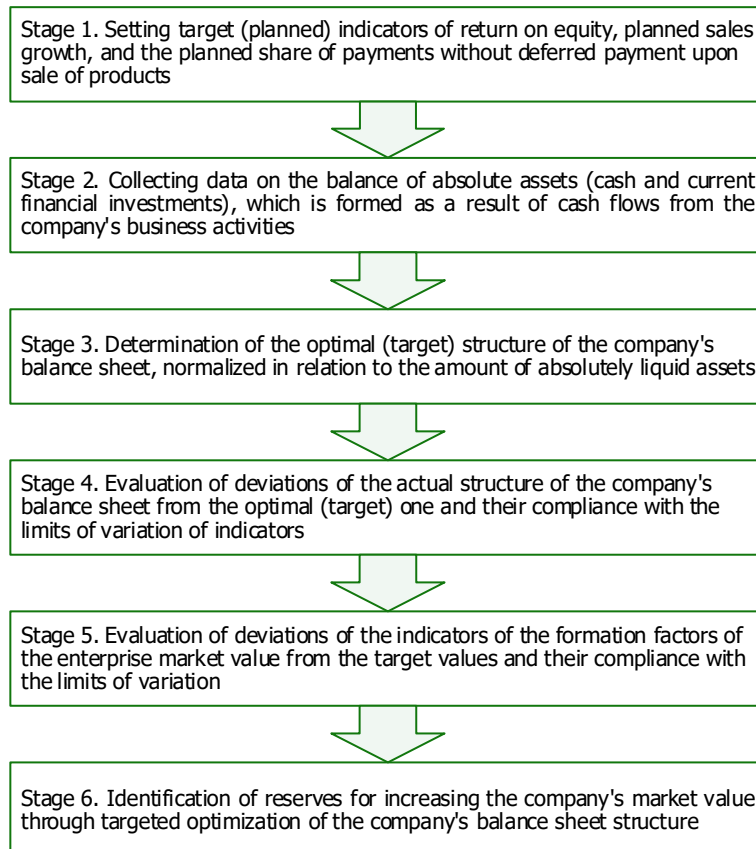 Stage 1. Setting target (planned) indicators of return on equity, planned sales
growth, and the planned share of payments without deferred payment upon
sale of products
Stage 2. Collecting data on the balance of absolute assets (cash and current
financial investments), which is formed as a result of cash flows from the
company's business activities
Stage 3. Determination of the optimal (target) structure of the company's
balance sheet, normalized in relation to the amount of absolutely liquid assets
Stage 4. Evaluation of deviations of the actual structure of the company's
balance sheet from the optimal (target) one and their compliance with the
limits of variation of indicators
Stage 5. Evaluation of deviations of the indicators of the formation factors of
the enterprise market value from the target values and their compliance with
the limits of variation
Stage 6. Identification of reserves for increasing the company's market value
through targeted optimization of the company's balance sheet structure